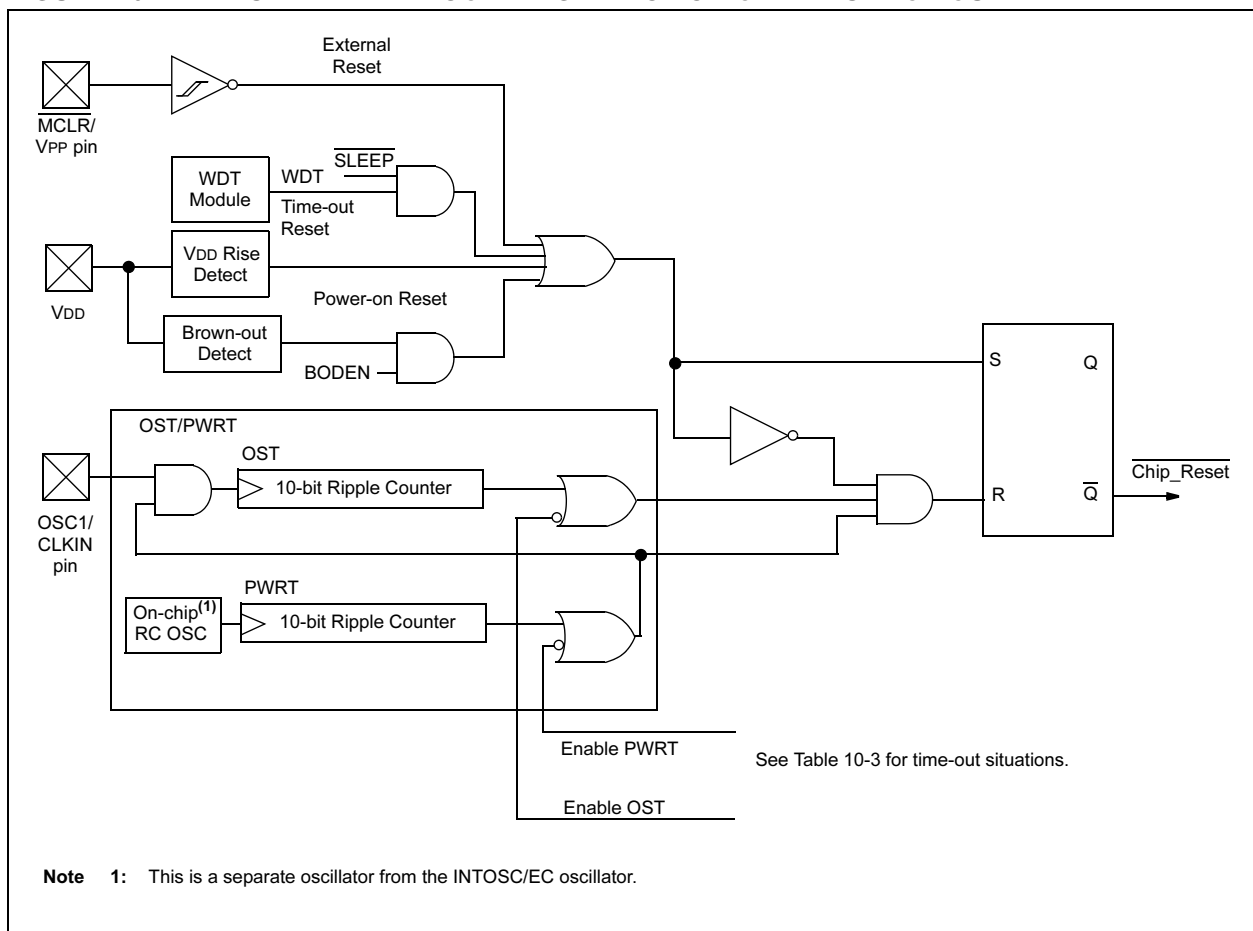 External
Reset
MCLR/
VPP pin
SLEEP
WDT
Module
WDT
Time-out
Reset
VDD Rise
Detect
VDD
Power-on Reset
Brown-out
Detect
BODEN
S
Q
OST/PWRT
OST
10-bit Ripple Counter
Chip_Reset
R
Q
OSC1/
CLKIN
pin
PWRT
On-chip(1)
RC OSC
10-bit Ripple Counter
Enable PWRT
See Table 10-3 for time-out situations.
Enable OST
Note 1: This is a separate oscillator from the INTOSC/EC oscillator.